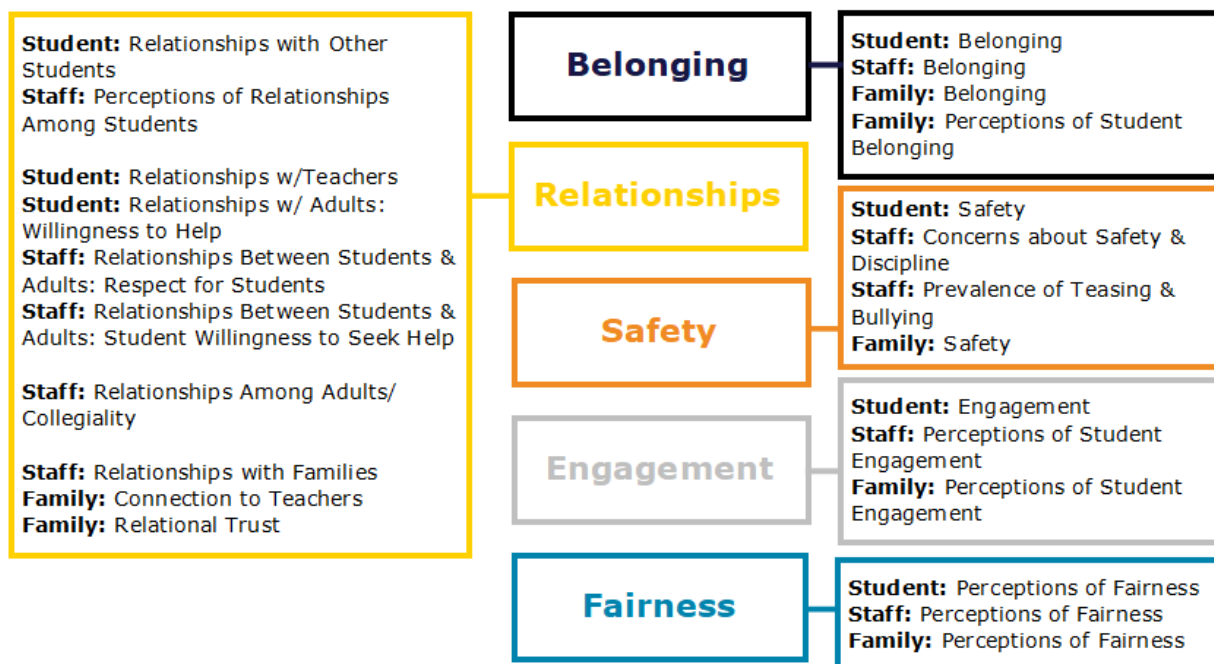 Student: Relationships with Other
Students
Staff: Perceptions of Relationships
Among Students
Student: Relationships w/Teachers
Student: Relationships w/ Adults:
Willingness to Help
Staff: Relationships Between Students &
Adults: Respect for Students
Staff: Relationships Between Students &
Adults: Student Willingness to Seek Help
Staff: Relationships Among Adults/
Collegiality
Staff: Relationships with Families
Family: Connection to Teachers
Family: Relational Trust
Belonging
Student: Belonging
Staff: Belonging
Family: Belonging
Family: Perceptions of Student
Belonging
Relationships
Safety
Student: Safety
Staff: Concerns about Safety &
Discipline
Staff: Prevalence of Teasing &
Bullying
Family: Safety
Engagement
Student: Engagement
Staff: Perceptions of Student
Engagement
Family: Perceptions of Student
Engagement
Fairness
Student: Perceptions of Fairness
Staff: Perceptions of Fairness
Family: Perceptions of Fairness